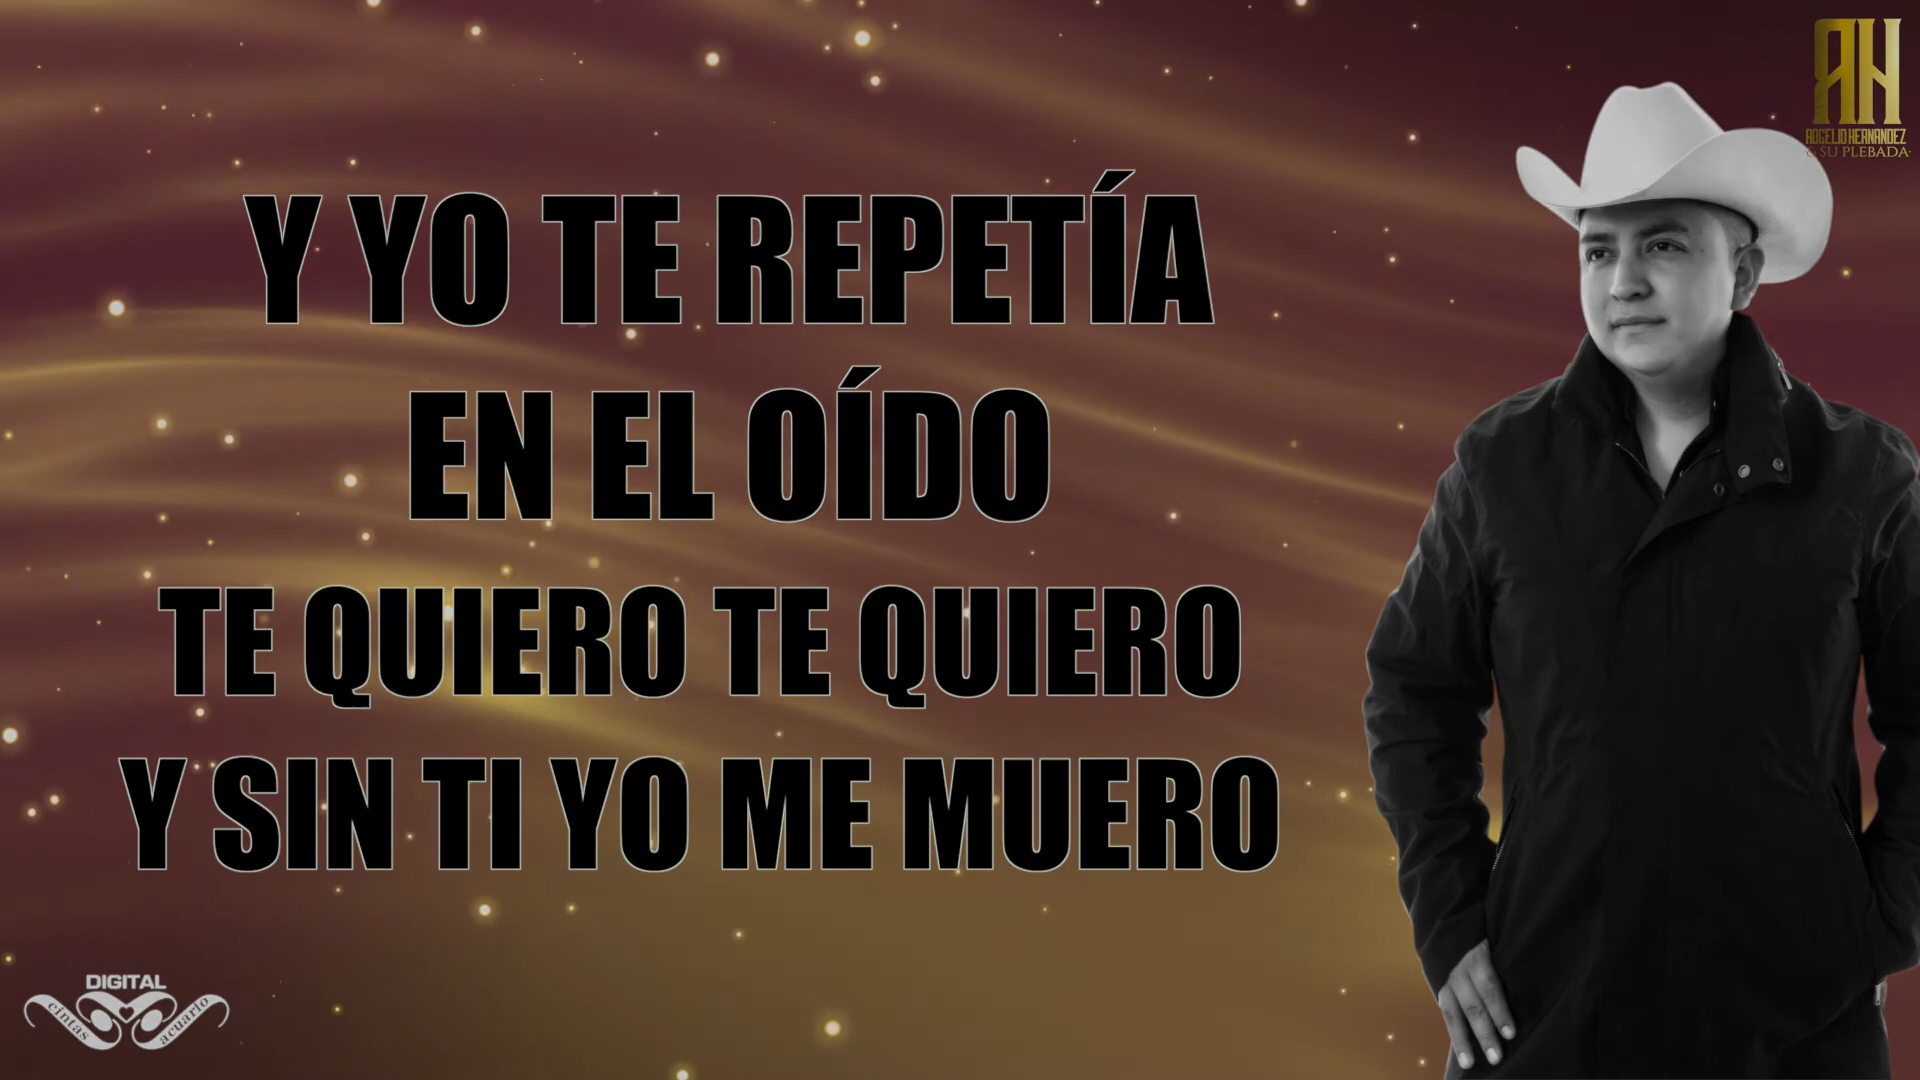 RH
ROGELIO HERNANDEZ
& SU PLEBADA
Y YO TE REPETÍA
EN EL OÍDO
TE QUIERO TE QUIERO
Y SIN TI YO ME MUERO
DIGITAL
cintas acuario